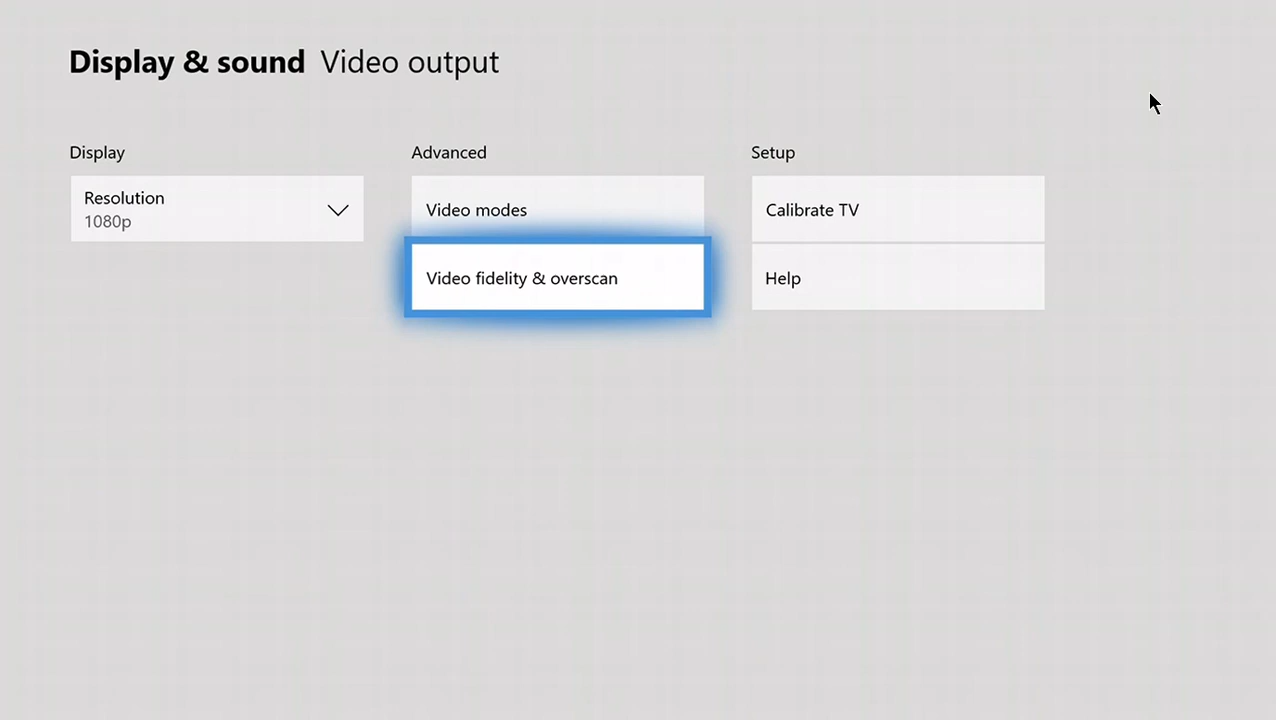 Display & sound Video output
Display
Resolution
1080p
Advanced
Video modes
Video fidelity & overscan
Setup
Calibrate TV
Help